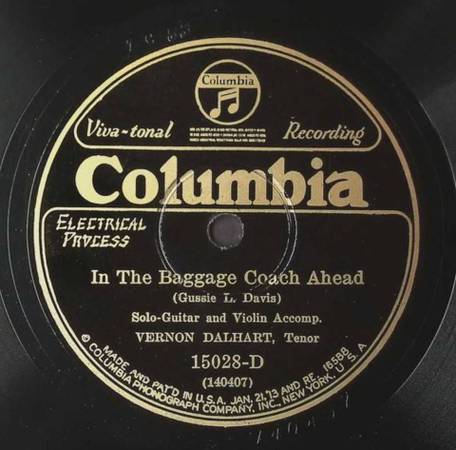 Columbia
Viva-tonal Recording
Columbia
ELECTRICAL
PROCESS
In The Baggage Coach Ahead
(Gussie L. Davis)
Solo-Guitar and Violin Accomp.
VERNON DALHART, Tenor
15028-D
(140407)
MADE AND PAT'D IN U.S.A. JAN. 21, '13 AND RE. 16588
© COLUMBIA PHONOGRAPH COMPANY, INC., NEW YORK, U.S.A.